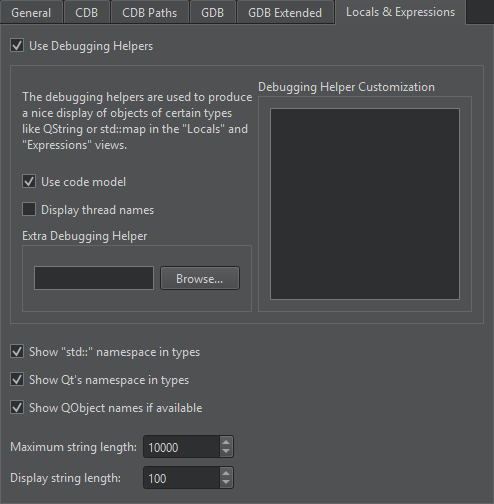 General CDB CDB Paths GDB GDB Extended Locals & Expressions
Use Debugging Helpers
The debugging helpers are used to produce
a nice display of objects of certain types
like QString or std::map in the "Locals" and
"Expressions" views.
Use code model
Display thread names
Extra Debugging Helper
Browse...
Debugging Helper Customization
Show "std::" namespace in types
Show Qt's namespace in types
Show QObject names if available
Maximum string length: 10000
Display string length: 100